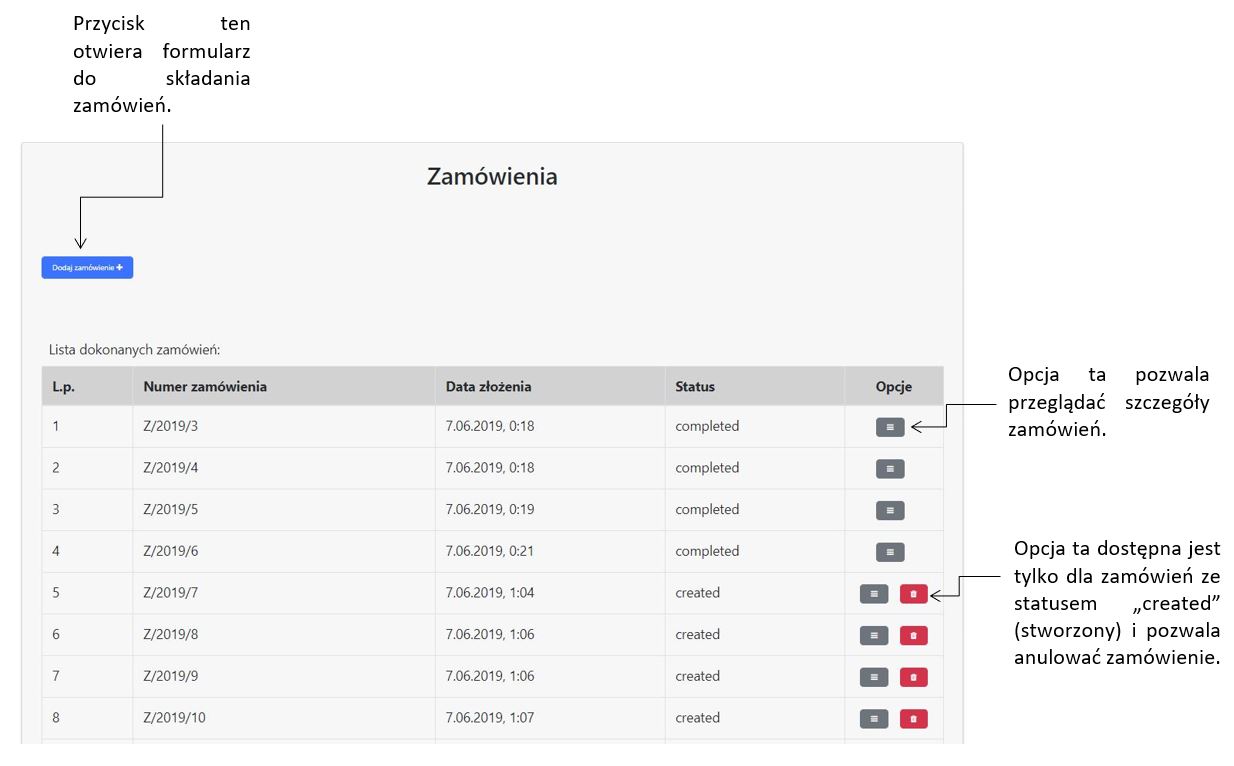 Przycisk ten
otwiera formularz
do składania
zamówień.
Zamówienia
Dodaj zamówienie +
Lista dokonanych zamówień:
L.p. Numer zamówienia Data złożenia Status Opcje
1 Z/2019/3 7.06.2019, 0:18 completed
2 Z/2019/4 7.06.2019, 0:18 completed
3 Z/2019/5 7.06.2019, 0:19 completed
4 Z/2019/6 7.06.2019, 0:21 completed
5 Z/2019/7 7.06.2019, 1:04 created
6 Z/2019/8 7.06.2019, 1:06 created
7 Z/2019/9 7.06.2019, 1:06 created
8 Z/2019/10 7.06.2019, 1:07 created
Opcja ta pozwala
przeglądać szczegóły
zamówień.
Opcja ta dostępna jest
tylko dla zamówień ze
statusem „created”
(stworzony) i pozwala
anulować zamówienie.